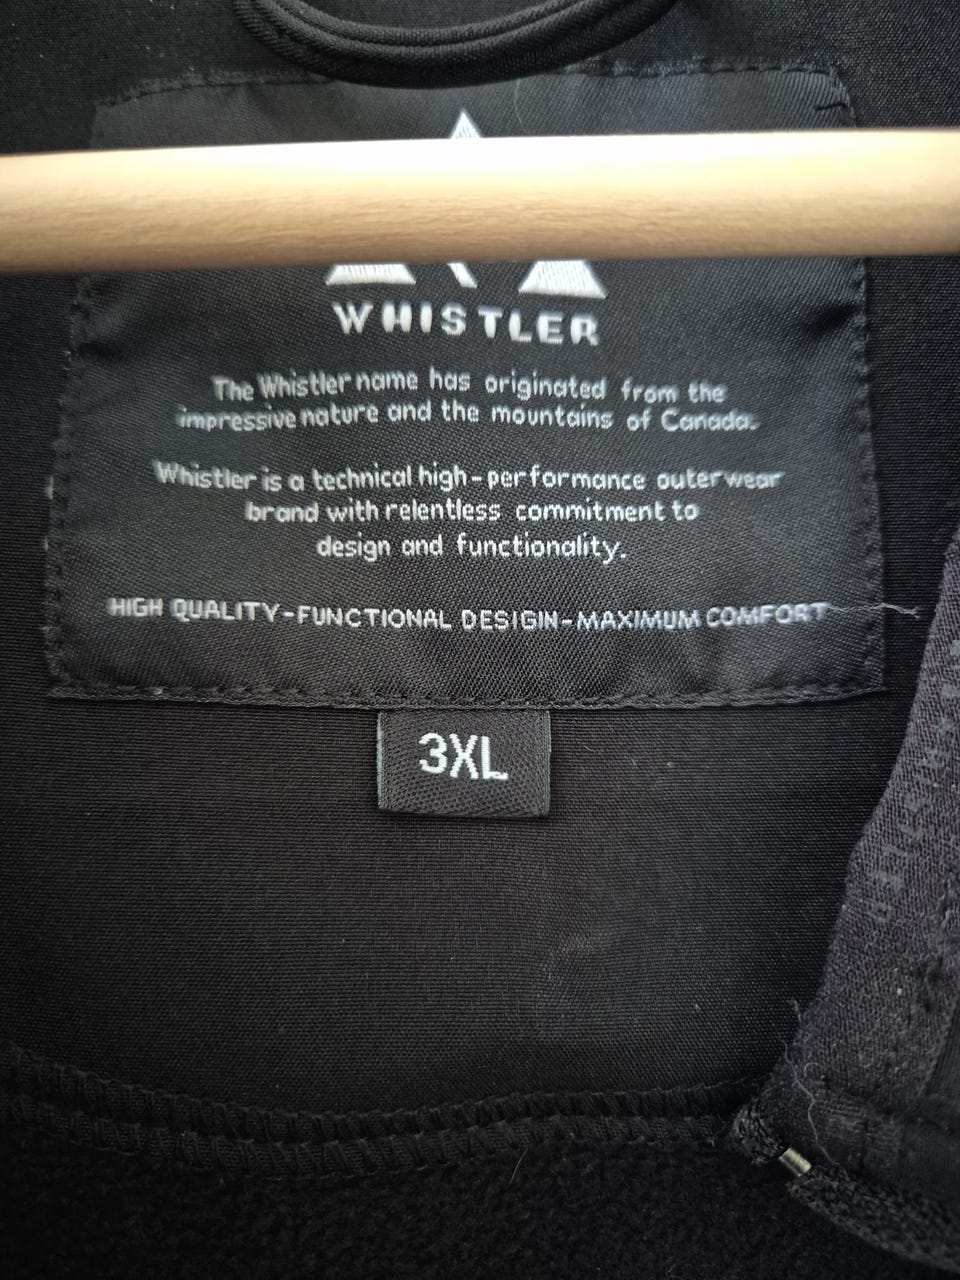 WHISTLER
The Whistler name has originated from the
impressive nature and the mountains of Canada.
Whistler is a technical high-performance outerwear
brand with relentless commitment to
design and functionality.
HIGH QUALITY-FUNCTIONAL DESIGIN-MAXIMUM COMFORT
3XL